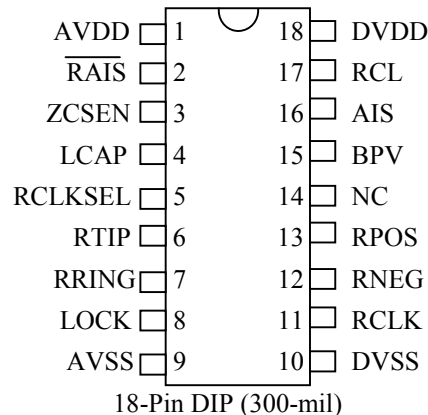 AVDD 1 18 DVDD
RAIS 2 17 RCL
ZCSEN 3 16 AIS
LCAP 4 15 BPV
RCLKSEL 5 14 NC
RTIP 6 13 RPOS
RRING 7 12 RNEG
LOCK 8 11 RCLK
AVSS 9 10 DVSS
18-Pin DIP (300-mil)